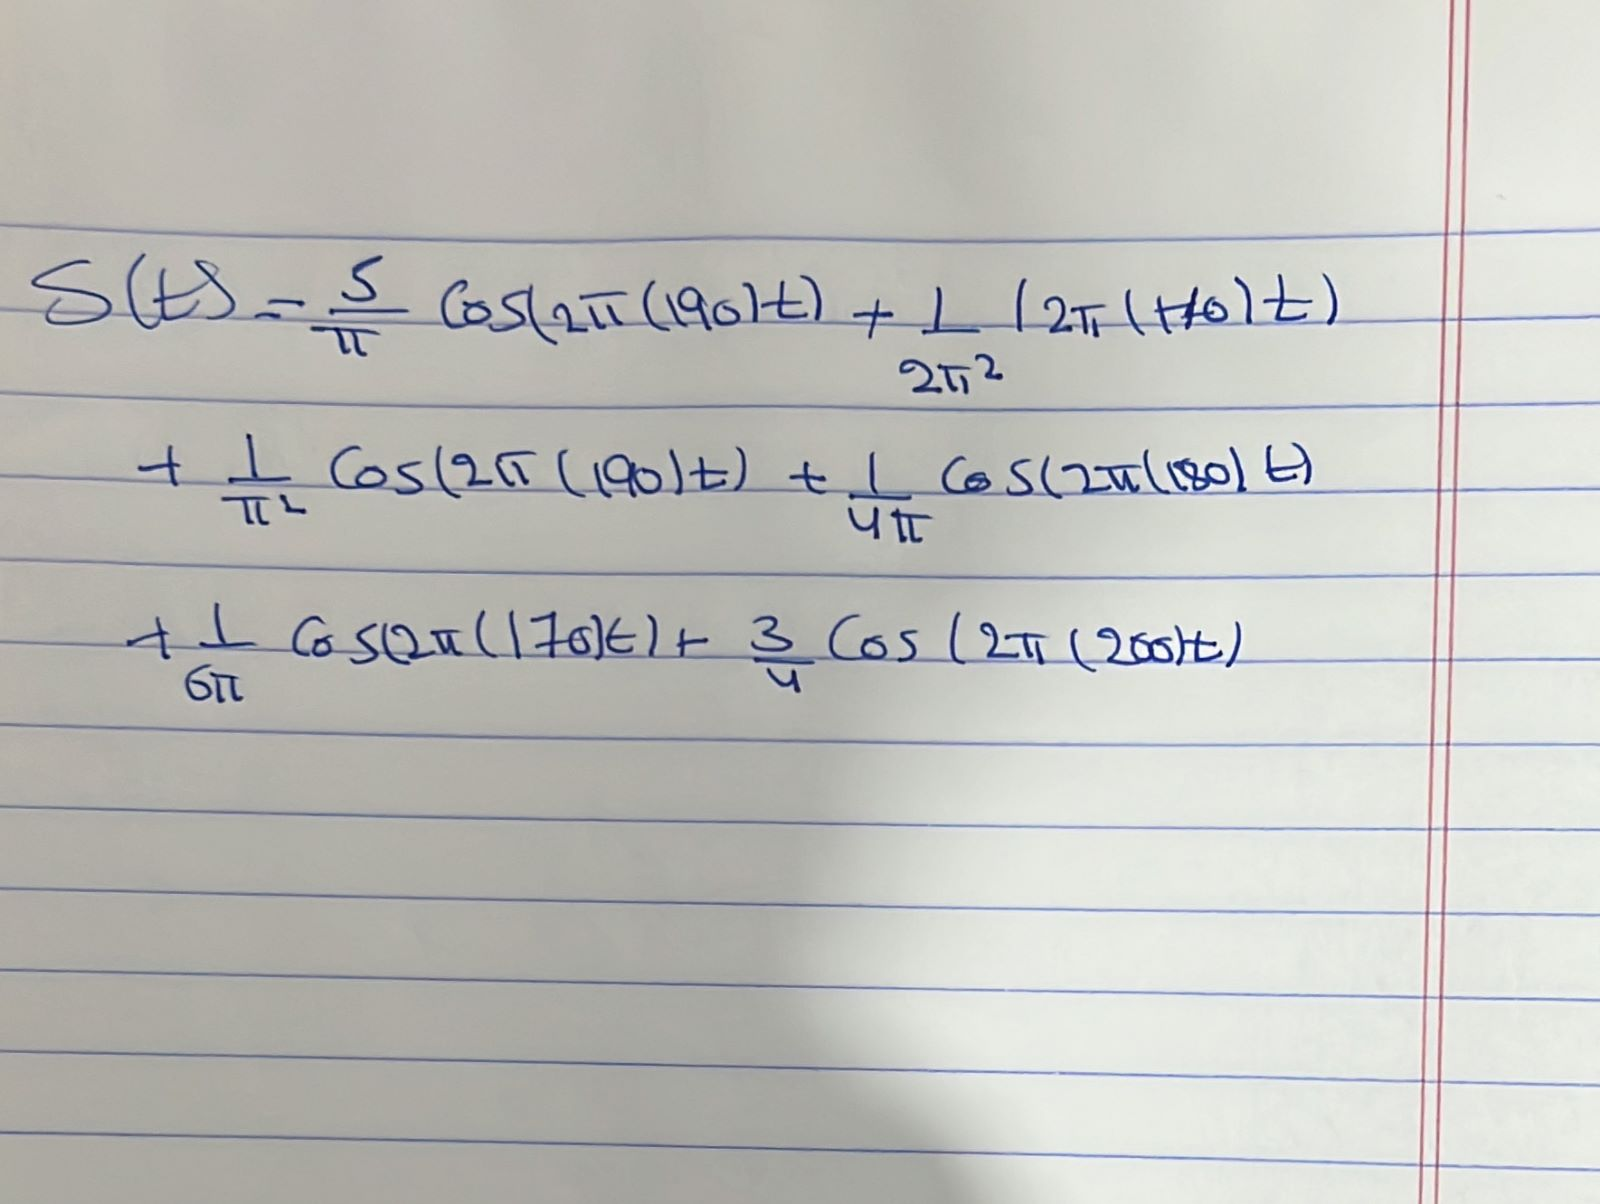 S(t) = 5/π Cos(2π(190)t) + 1/2π² (2π(170)t)
+ 1/π² Cos(2π(190)t) + 1/4π Cos(2π(180)t)
+ 1/6π Cos(2π(170)t) + 3/4 Cos(2π(200)t)